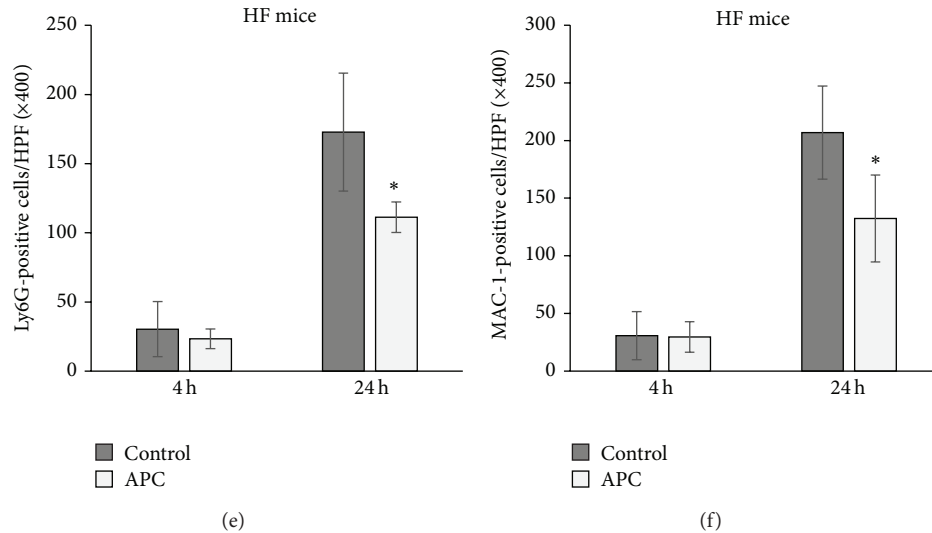 HF mice
250
200
150
100
50
0
Ly6G-positive cells/HPF (×400)
*
4 h
24 h
Control
APC
(e)
HF mice
300
250
200
150
100
50
0
MAC-1-positive cells/HPF (×400)
*
4 h
24 h
Control
APC
(f)